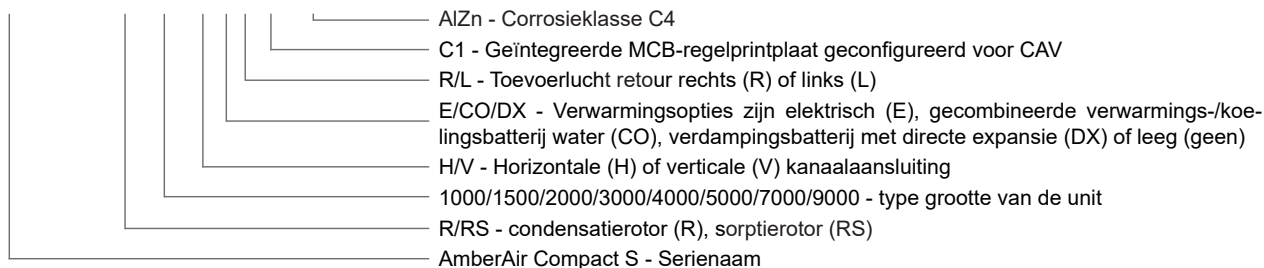 AlZn - Corrosieklasse C4
C1 - Geïntegreerde MCB-regelprintplaat geconfigureerd voor CAV
R/L - Toevoerlucht retour rechts (R) of links (L)
E/CO/DX - Verwarmingsopties zijn elektrisch (E), gecombineerde verwarmings-/koe-
lingsbatterij water (CO), verdampingsbatterij met directe expansie (DX) of leeg (geen)
H/V - Horizontale (H) of verticale (V) kanaalaansluiting
1000/1500/2000/3000/4000/5000/7000/9000 - type grootte van de unit
R/RS - condensatierotor (R), sorptierotor (RS)
AmberAir Compact S - Serienaam